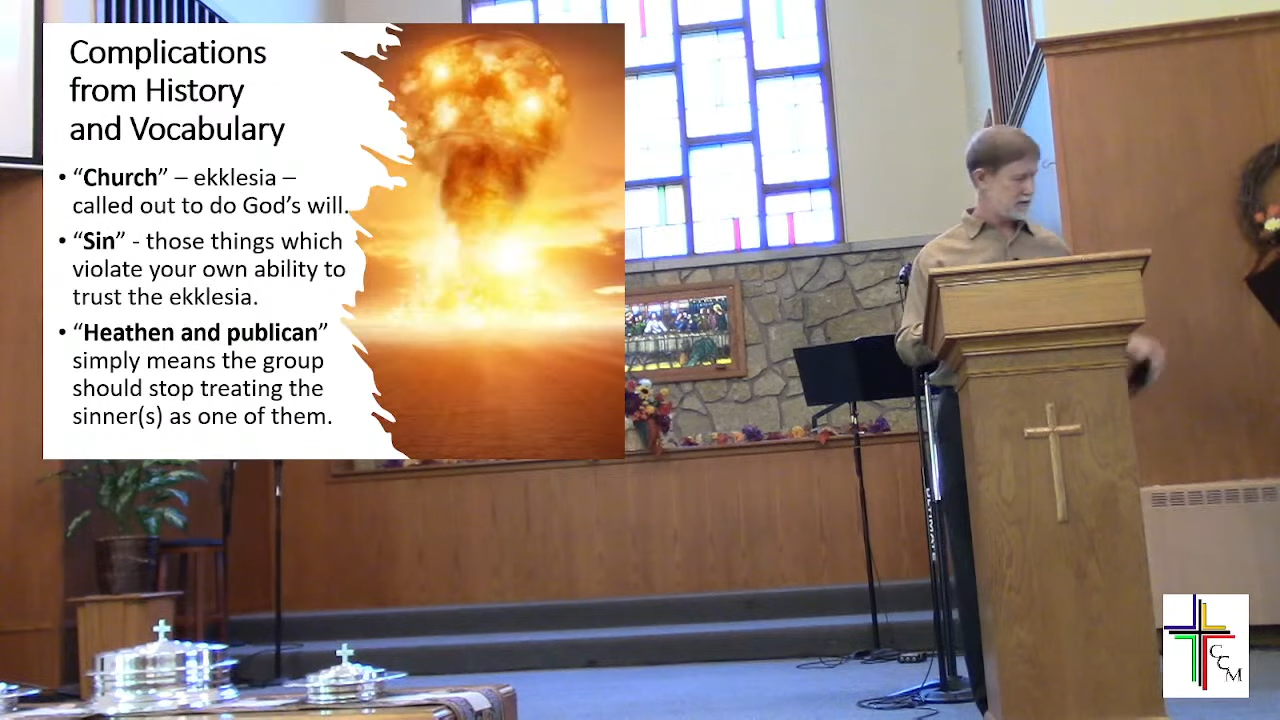 Complications
from History
and Vocabulary
• “Church” – ekklesia –
called out to do God’s will.
• “Sin” - those things which
violate your own ability to
trust the ekklesia.
• “Heathen and publican”
simply means the group
should stop treating the
sinner(s) as one of them.
ULTIMATE
CCM